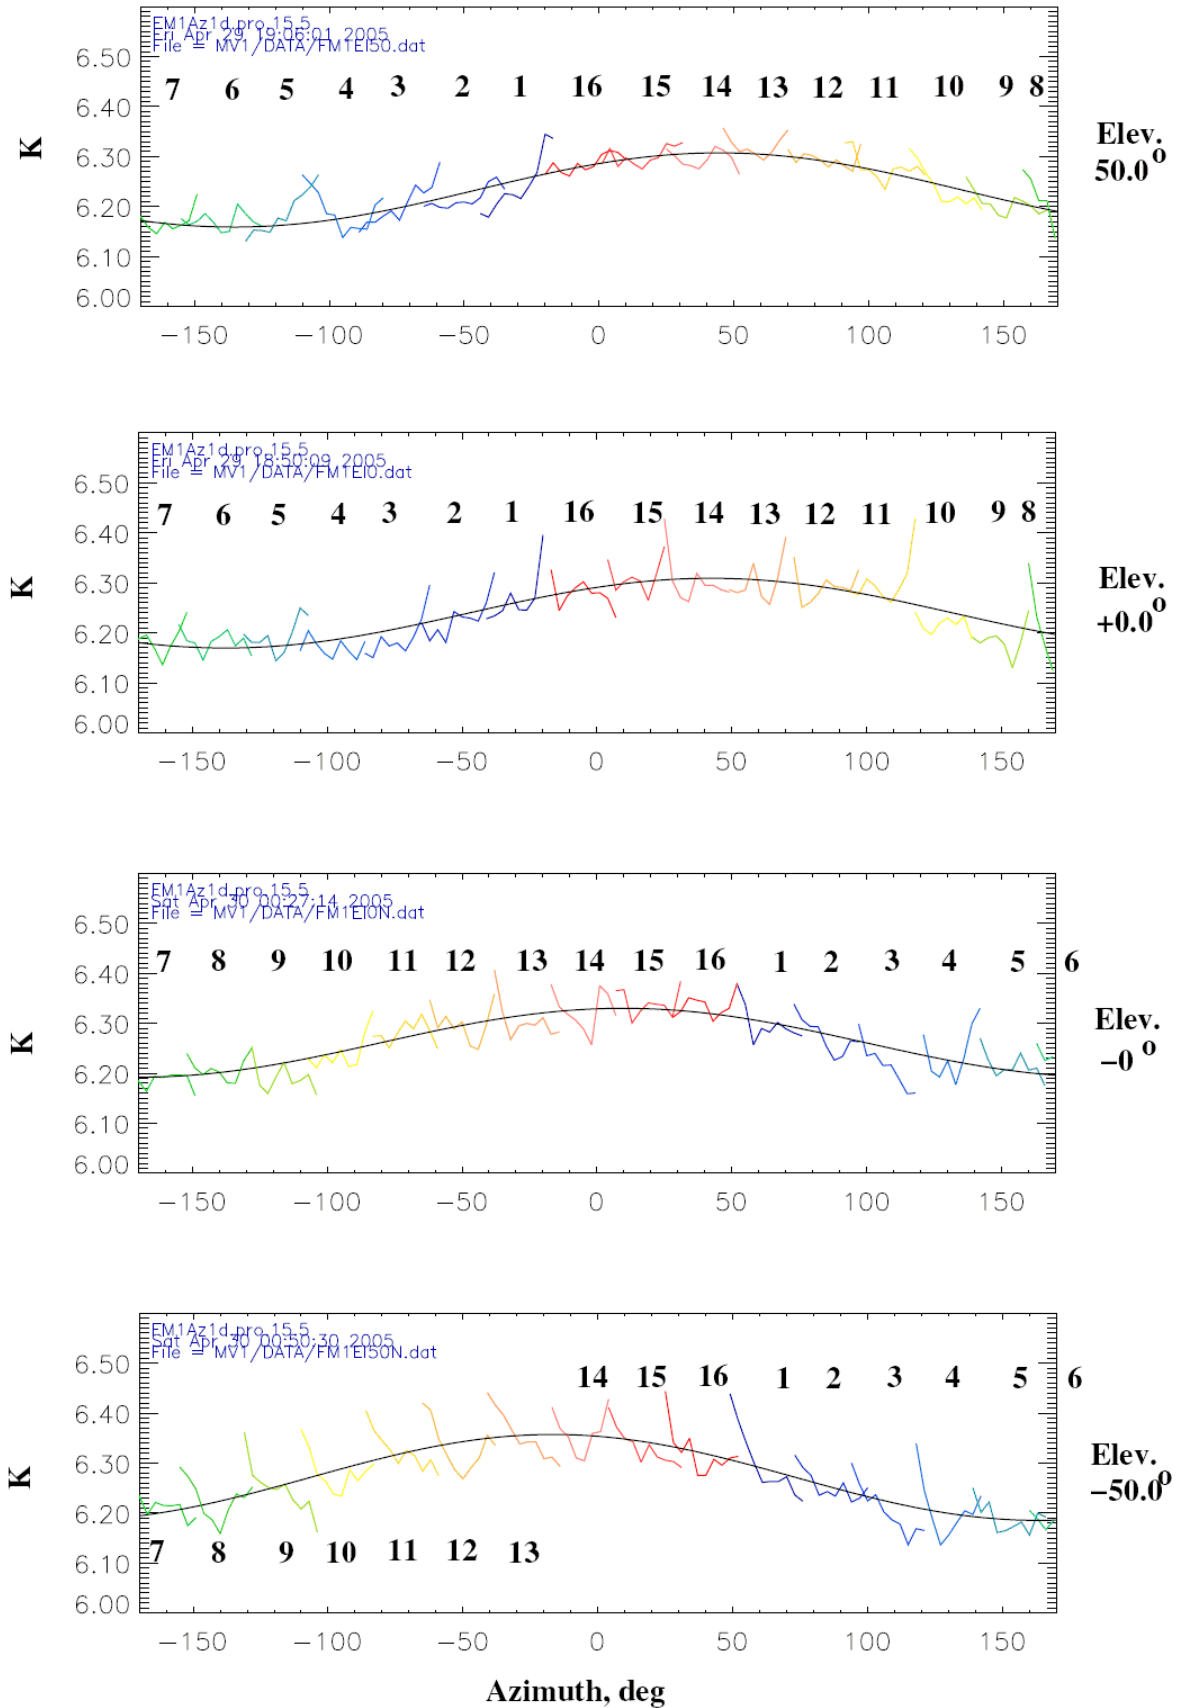 FM1Az1d.pro 15.5
Fri Apr 29 19:06:01 2005
File = MV1/DATA/FM1El50.dat
7 6 5 4 3 2 1 16 15 14 13 12 11 10 9 8
6.50
6.40
6.30
6.20
6.10
6.00
K
Elev.
50.0°
−150 −100 −50 0 50 100 150
FM1Az1d.pro 15.5
Fri Apr 29 18:50:09 2005
File = MV1/DATA/FM1El0.dat
7 6 5 4 3 2 1 16 15 14 13 12 11 10 9 8
6.50
6.40
6.30
6.20
6.10
6.00
K
Elev.
+0.0°
−150 −100 −50 0 50 100 150
FM1Az1d.pro 15.5
Sat Apr 30 00:27:14 2005
File = MV1/DATA/FM1El0N.dat
7 8 9 10 11 12 13 14 15 16 1 2 3 4 5 6
6.50
6.40
6.30
6.20
6.10
6.00
K
Elev.
−0 °
−150 −100 −50 0 50 100 150
FM1Az1d.pro 15.5
Sat Apr 30 00:50:30 2005
File = MV1/DATA/FM1El50N.dat
14 15 16 1 2 3 4 5 6
6.50
6.40
6.30
6.20
6.10
6.00
K
Elev.
−50.0°
7 8 9 10 11 12 13
−150 −100 −50 0 50 100 150
Azimuth, deg